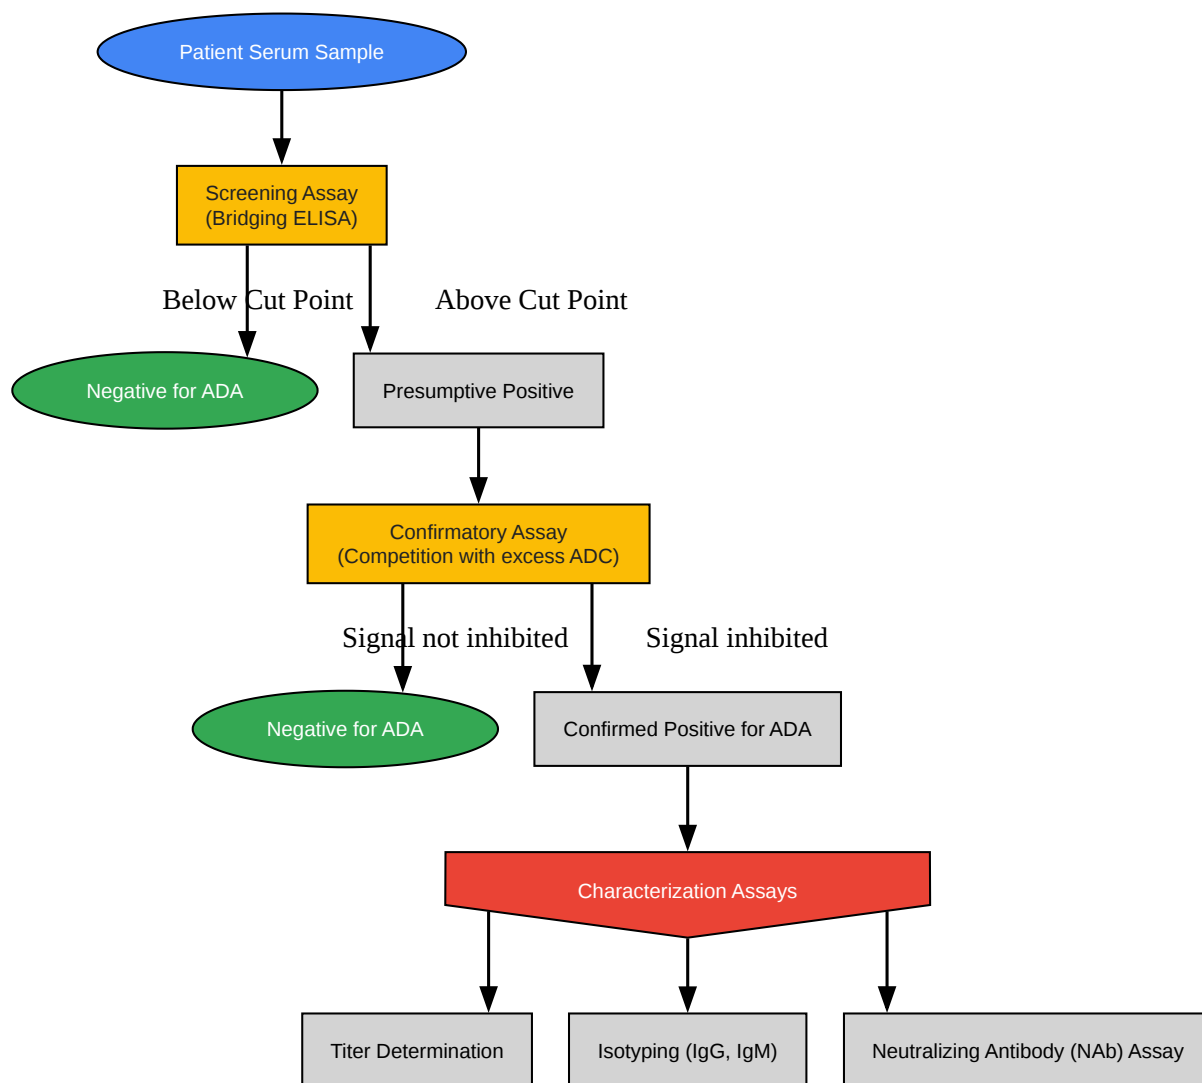 Patient Serum Sample
Screening Assay
(Bridging ELISA)
Below Cut Point
Above Cut Point
Negative for ADA
Presumptive Positive
Confirmatory Assay
(Competition with excess ADC)
Signal not inhibited
Signal inhibited
Negative for ADA
Confirmed Positive for ADA
Characterization Assays
Titer Determination
Isotyping (IgG, IgM)
Neutralizing Antibody (NAb) Assay